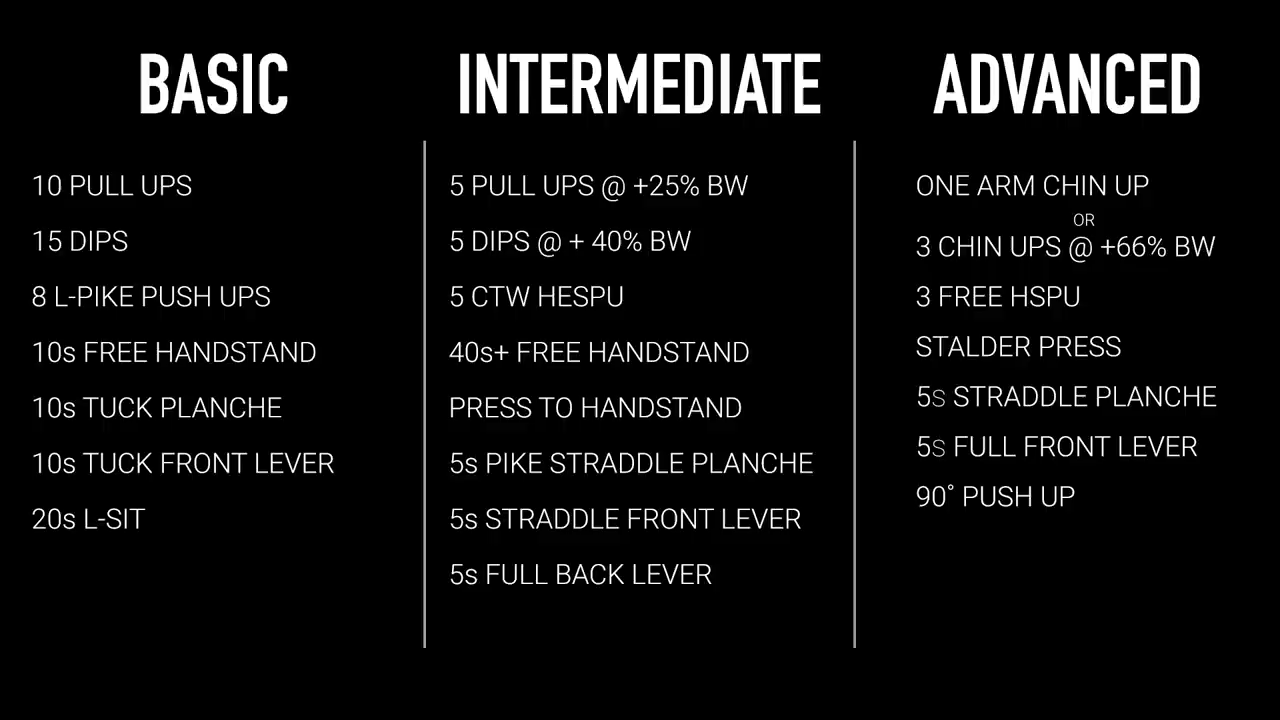 BASIC
10 PULL UPS
15 DIPS
8 L-PIKE PUSH UPS
10s FREE HANDSTAND
10s TUCK PLANCHE
10s TUCK FRONT LEVER
20s L-SIT
INTERMEDIATE
5 PULL UPS @ +25% BW
5 DIPS @ + 40% BW
5 CTW HESPU
40s+ FREE HANDSTAND
PRESS TO HANDSTAND
5s PIKE STRADDLE PLANCHE
5s STRADDLE FRONT LEVER
5s FULL BACK LEVER
ADVANCED
ONE ARM CHIN UP
OR
3 CHIN UPS @ +66% BW
3 FREE HSPU
STALDER PRESS
5s STRADDLE PLANCHE
5s FULL FRONT LEVER
90° PUSH UP